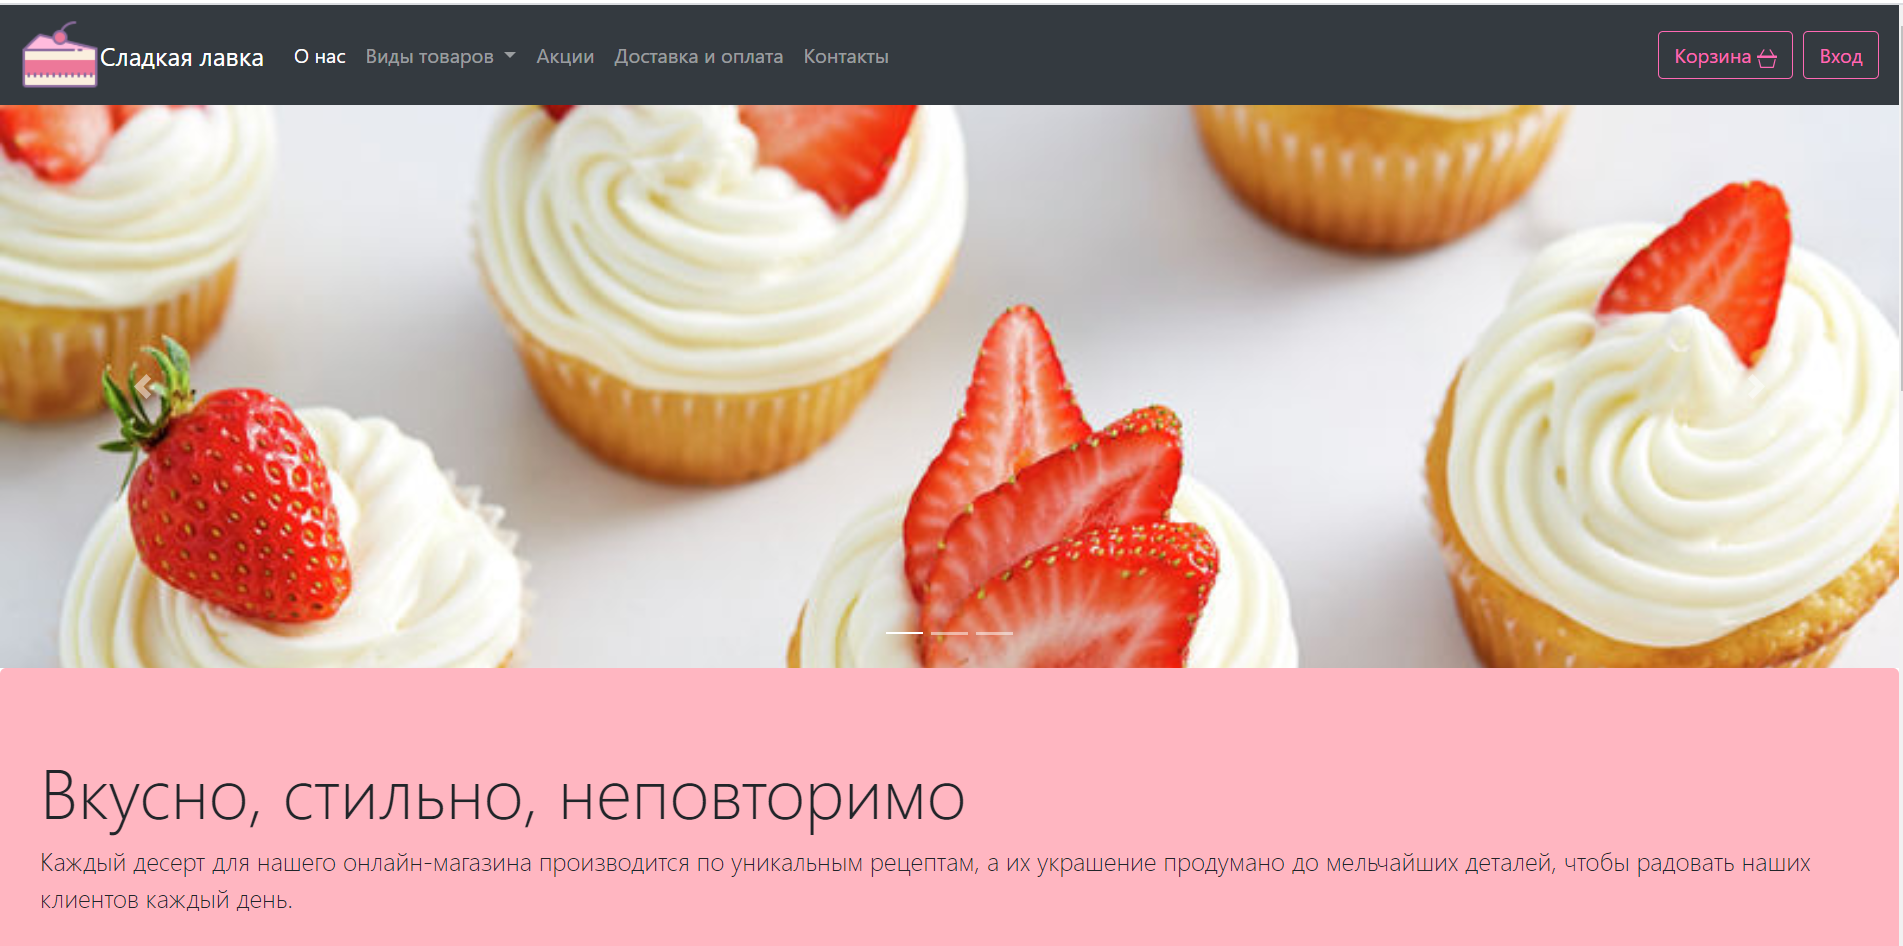 Сладкая лавка О нас Виды товаров Акции Доставка и оплата Контакты Корзина Вход
Вкусно, стильно, неповторимо
Каждый десерт для нашего онлайн-магазина производится по уникальным рецептам, а их украшение продумано до мельчайших деталей, чтобы радовать наших
клиентов каждый день.